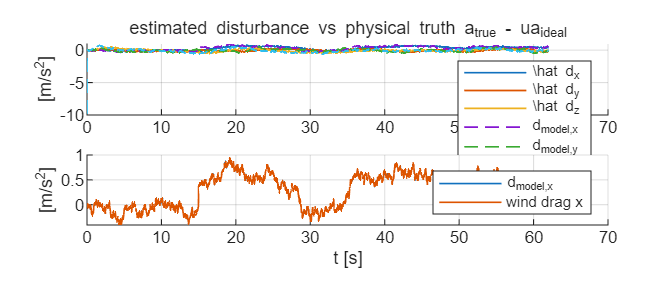 estimated disturbance vs physical truth a_true - ua_ideal
[m/s²]
0
-5
-10
0 10 20 30 40 50 60 70
\hat d_x
\hat d_y
\hat d_z
d_model,x
d_model,y
[m/s²]
1
0.5
0
0 10 20 30 40 50 60 70
d_model,x
wind drag x
t [s]